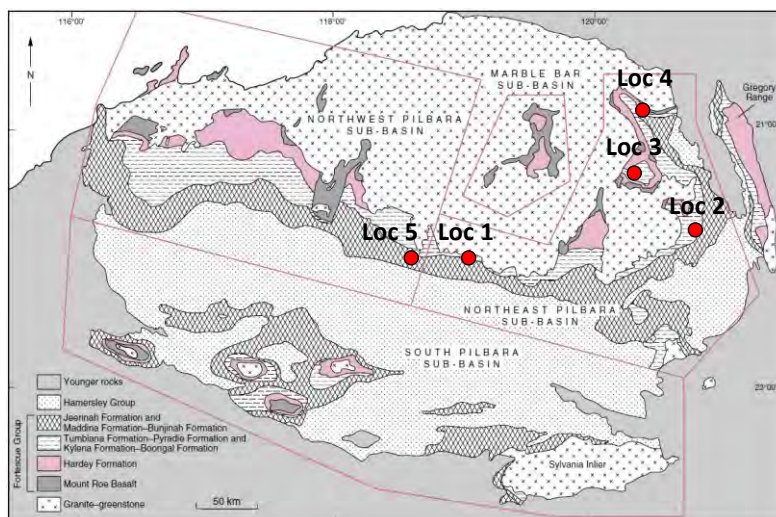 116°00'
118°00'
120°00'
N
MARBLE BAR
SUB-BASIN
Loc 4
Gregory
Range
21°00'
NORTHWEST PILBARA
SUB-BASIN
Loc 3
Loc 2
Loc 5
Loc 1
NORTHEAST PILBARA
SUB-BASIN
SOUTH PILBARA
SUB-BASIN
23°00'
Younger rocks
Hamersley Group
Fortescue Group
Jeerinah Formation and
Maddina Formation–Bunjinah Formation
Tumbiana Formation–Pyradie Formation and
Kylena Formation–Boongal Formation
Hardey Formation
Mount Roe Basalt
Granite–greenstone
50 km
Sylvania Inlier